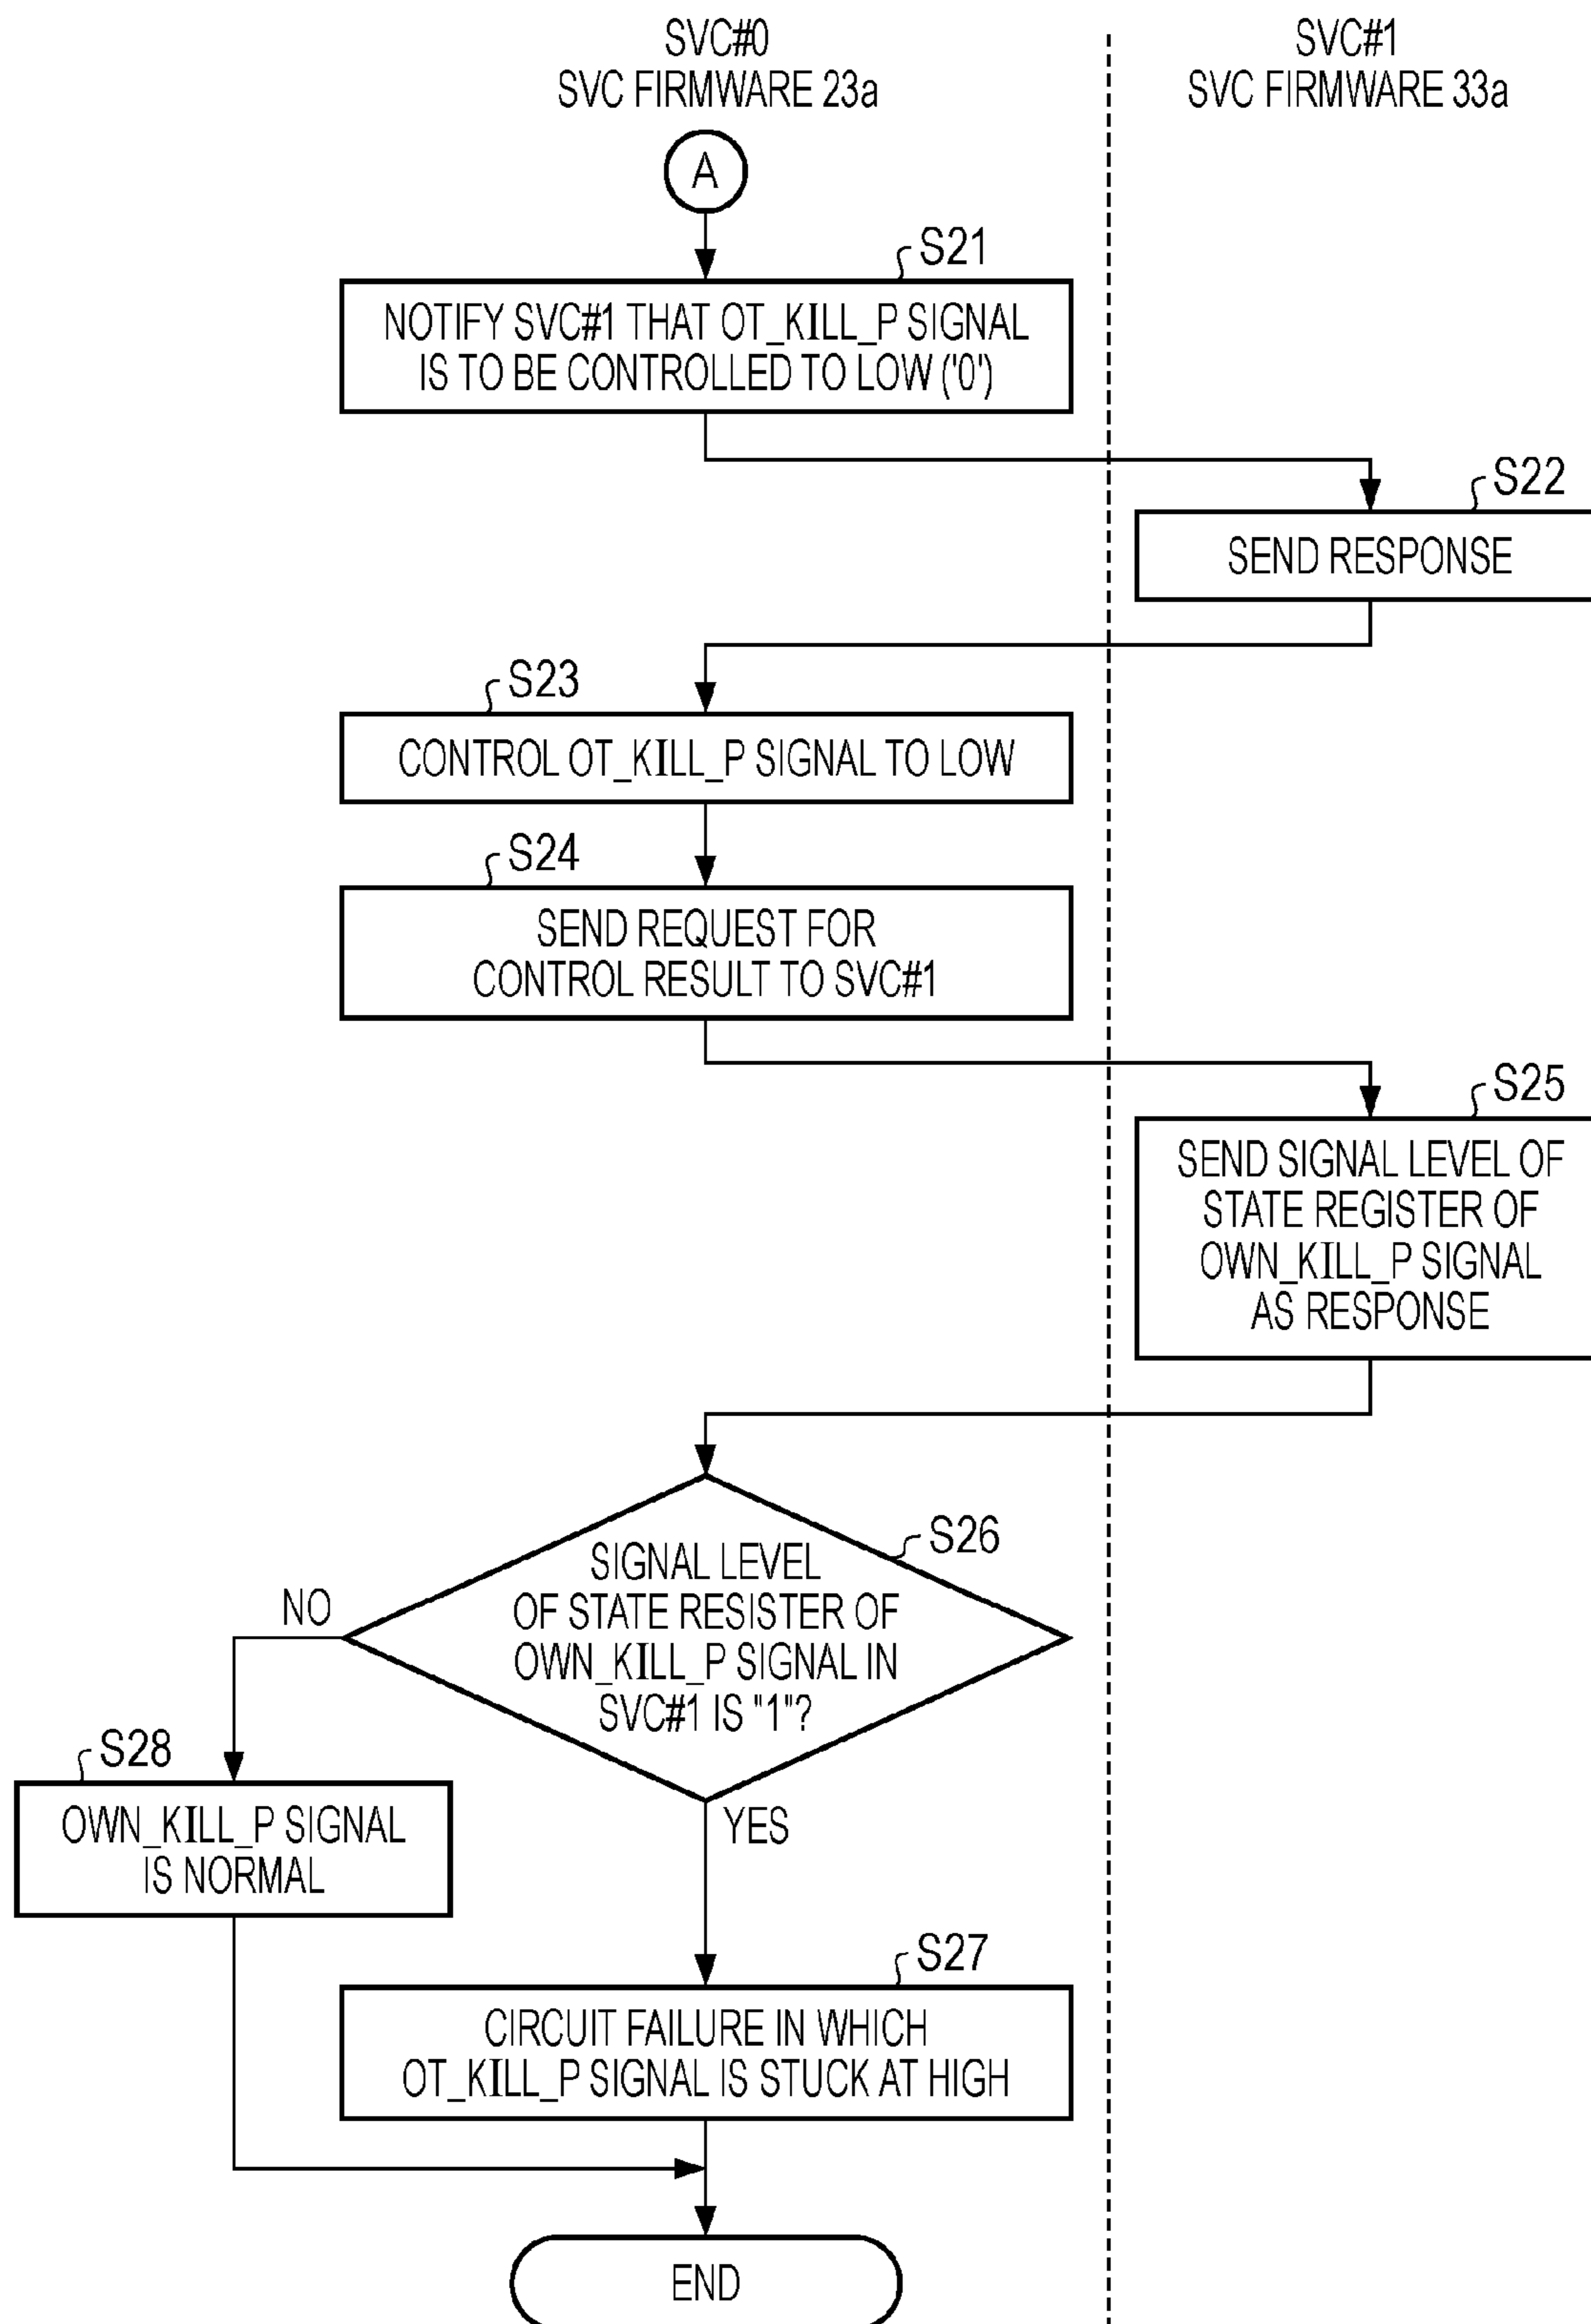 SVC#0
SVC FIRMWARE 23a
SVC#1
SVC FIRMWARE 33a
A
S21
NOTIFY SVC#1 THAT OT_KILL_P SIGNAL
IS TO BE CONTROLLED TO LOW ('0')
S22
SEND RESPONSE
S23
CONTROL OT_KILL_P SIGNAL TO LOW
S24
SEND REQUEST FOR
CONTROL RESULT TO SVC#1
S25
SEND SIGNAL LEVEL OF
STATE REGISTER OF
OWN_KILL_P SIGNAL
AS RESPONSE
S26
SIGNAL LEVEL
OF STATE RESISTER OF
OWN_KILL_P SIGNAL IN
SVC#1 IS "1"?
NO
YES
S28
OWN_KILL_P SIGNAL
IS NORMAL
S27
CIRCUIT FAILURE IN WHICH
OT_KILL_P SIGNAL IS STUCK AT HIGH
END